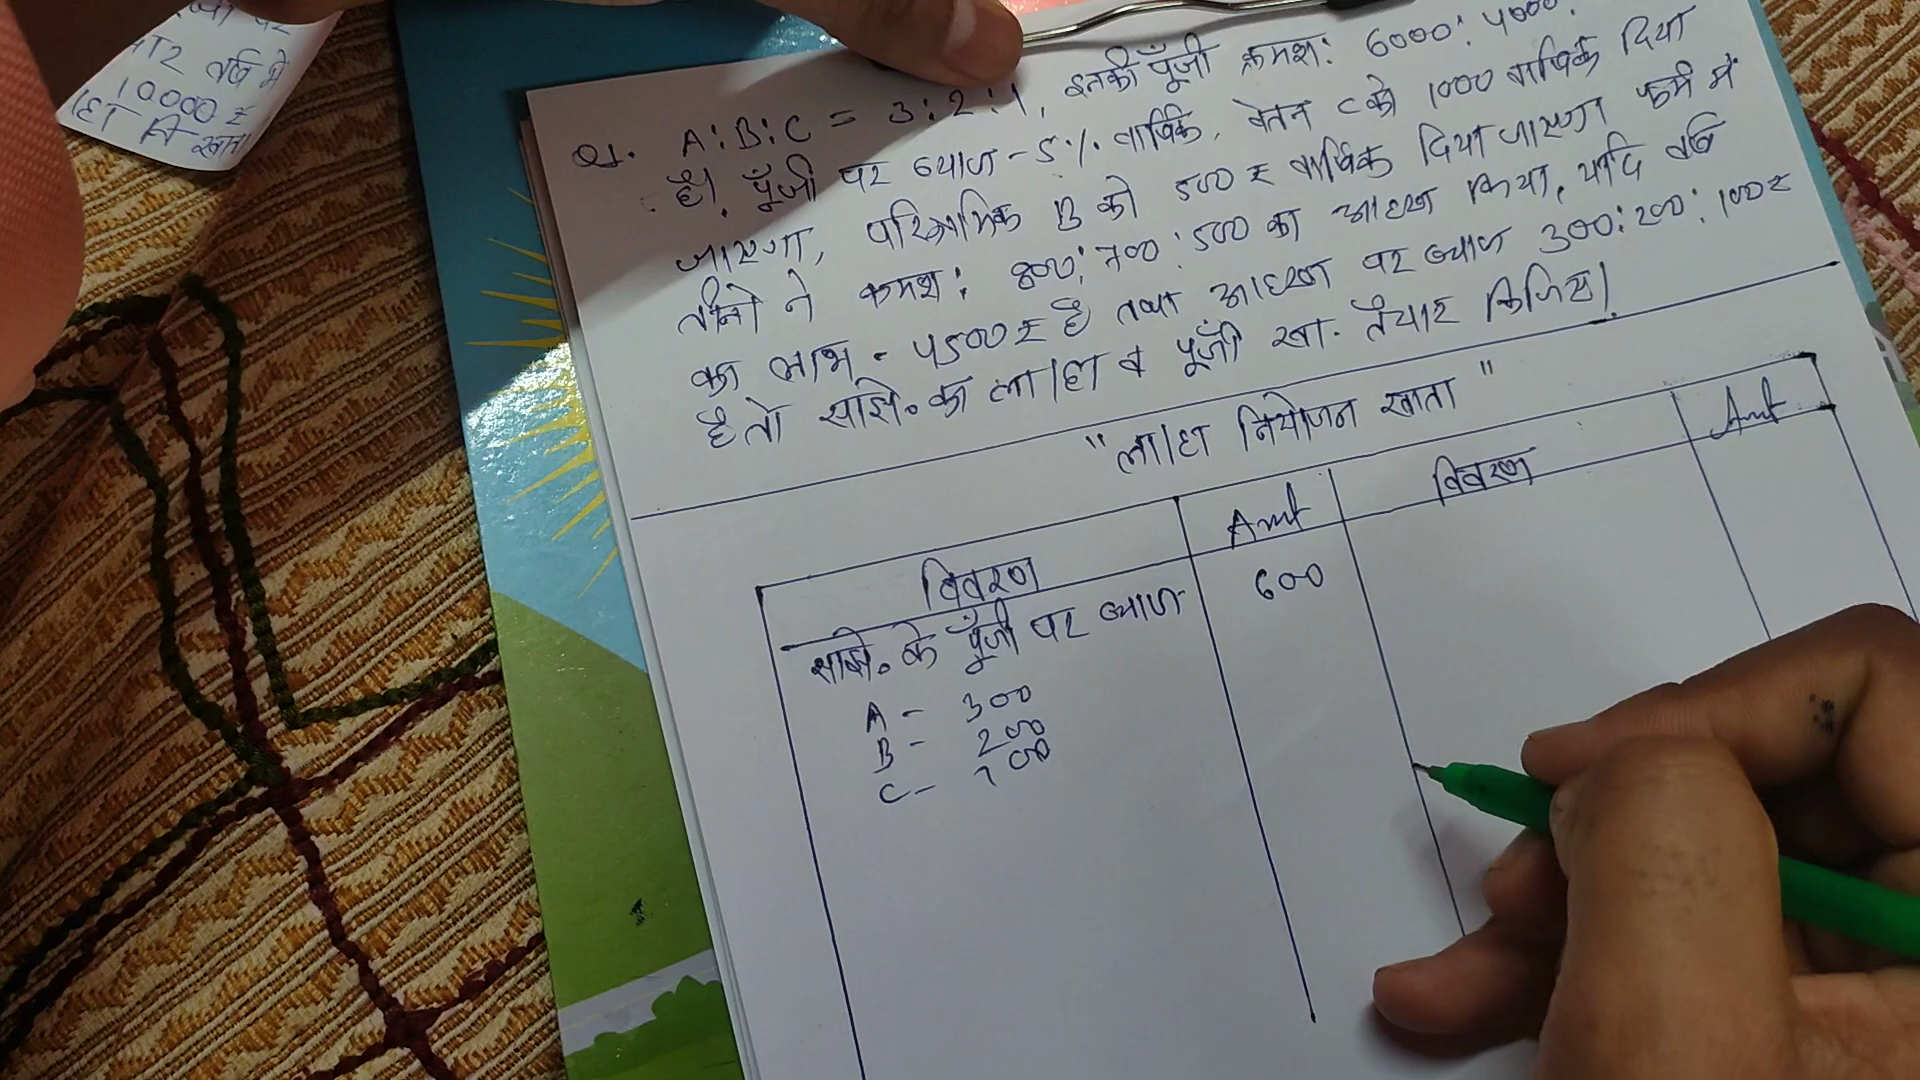 वर्ष में
10000 ₹
Q1. A:B:C = 3:2:1, इनकी पूँजी क्रमश: 6000: 4000:
है। पूँजी पर ब्याज - 5% वार्षिक, वेतन C को 1000 वार्षिक दिया
जाएगा, परिश्रमिक B को 500 ₹ वार्षिक दिया जाएगा फर्म में
तीनो ने क्रमश: 800: 700: 500 का आहरण किया, यदि वर्ष
का लाभ - 4500 ₹ है तथा आहरण पर ब्याज 300: 200: 100 ₹
है तो साझे. का ला/हा व पूँजी खा. तैयार किजिए।
"ला/हा नियोजन खाता"
विवरण Amt विवरण Amt
साझे. के पूँजी पर ब्याज 600
A - 300
B - 200
C - 100